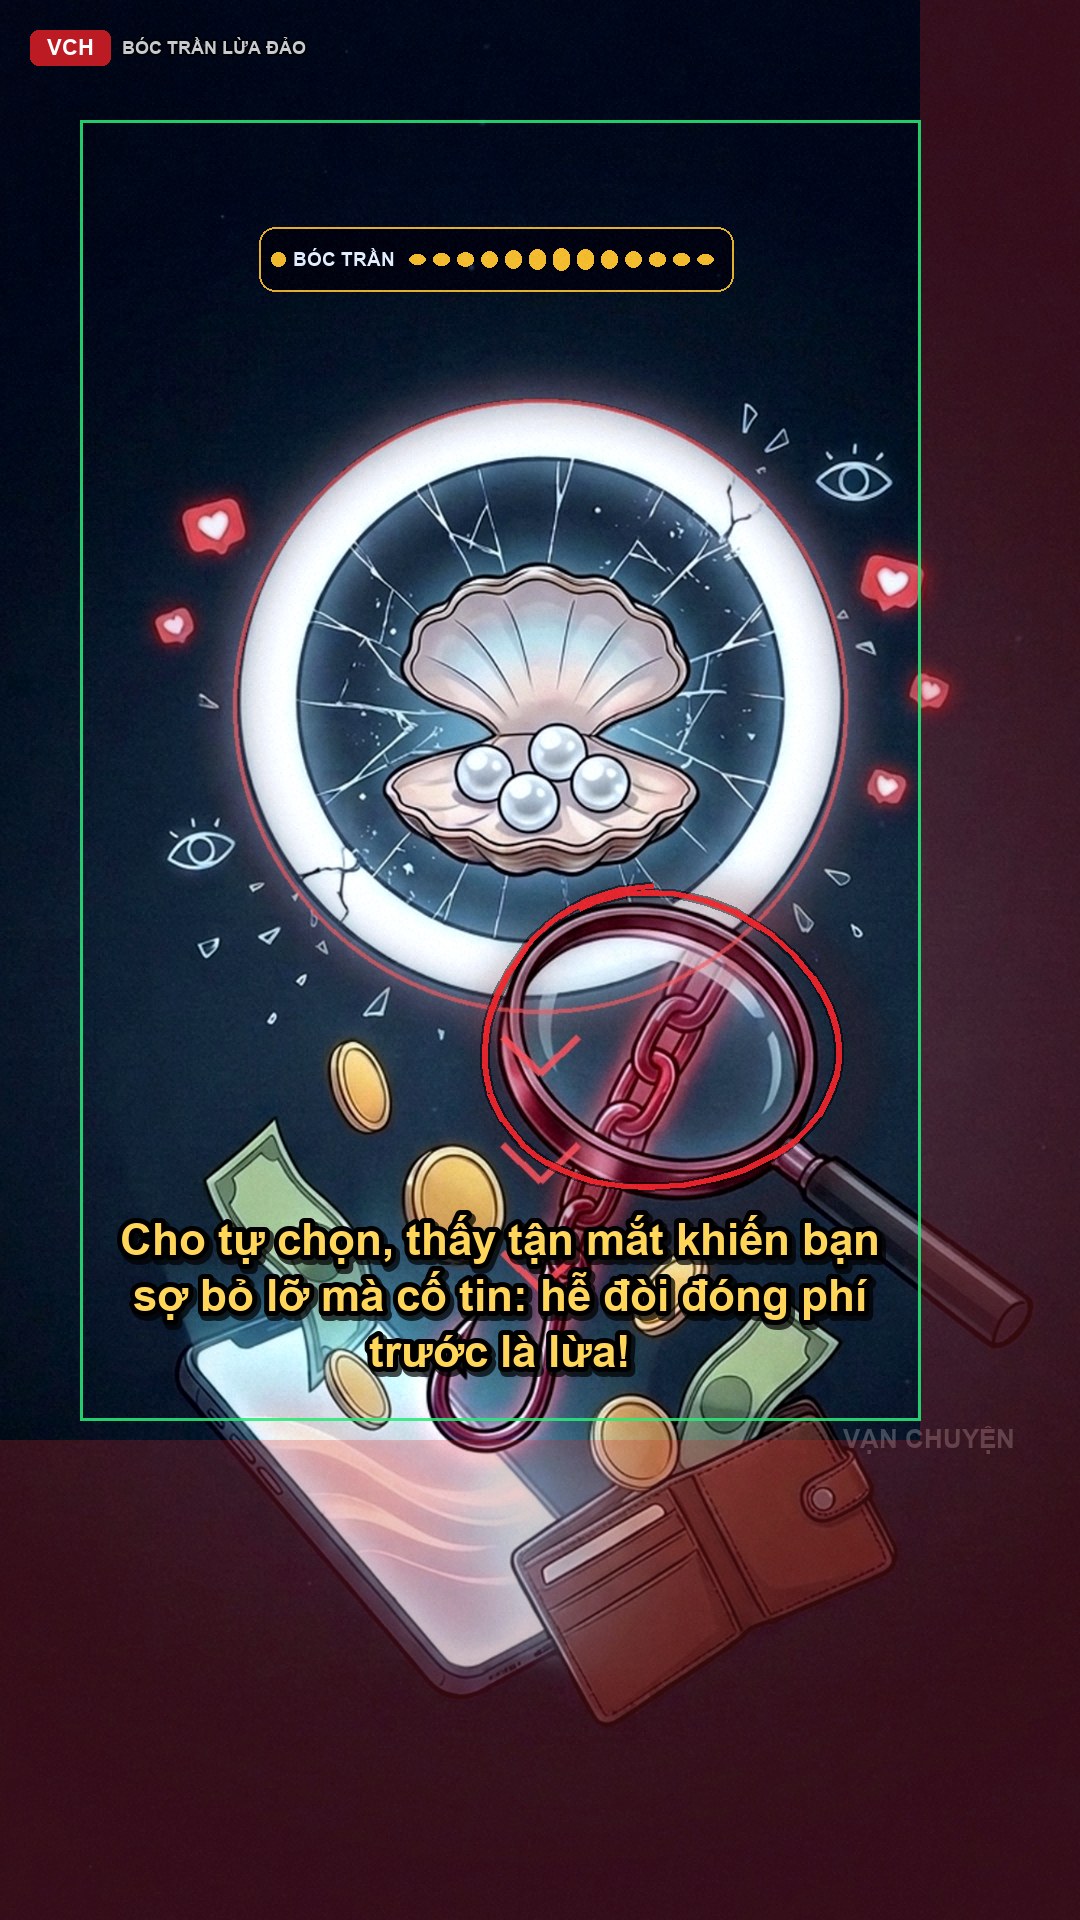 VCH BÓC TRẦN LỪA ĐẢO
BÓC TRẦN
Cho tự chọn, thấy tận mắt khiến bạn
sợ bỏ lỡ mà cố tin: hễ đòi đóng phí
trước là lừa!
VẠN CHUYỆN